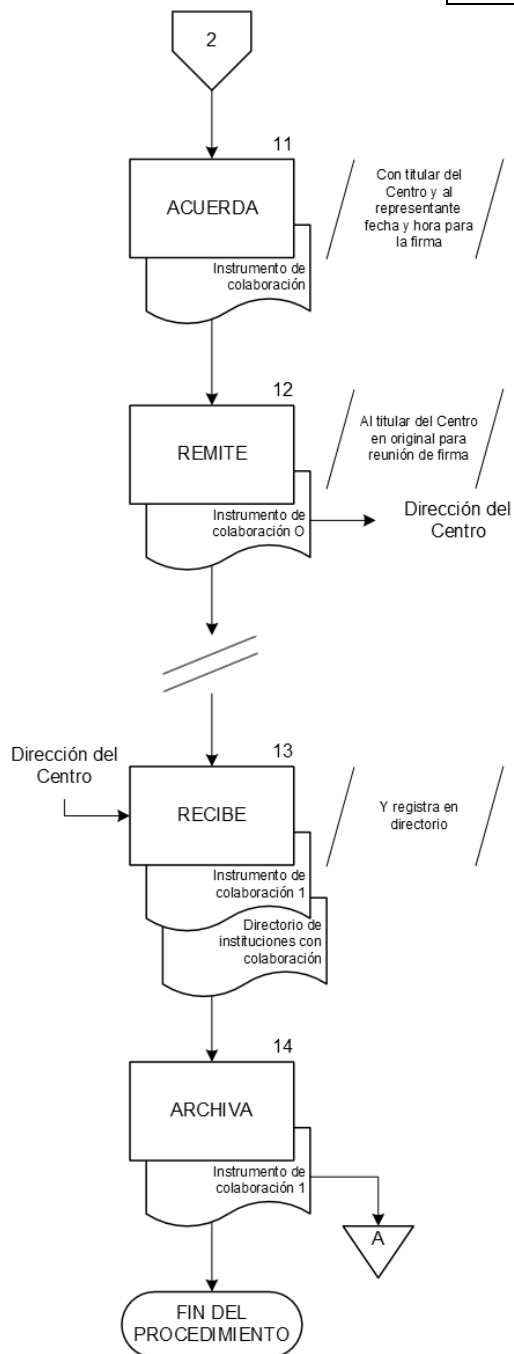 2
11
ACUERDA
Con titular del
Centro y al
representante
fecha y hora para
la firma
Instrumento de
colaboración
12
REMITE
Al titular del Centro
en original para
reunión de firma
Instrumento de
colaboración O
Dirección del
Centro
Dirección del
Centro
13
RECIBE
Y registra en
directorio
Instrumento de
colaboración 1
Directorio de
instituciones con
colaboración
14
ARCHIVA
Instrumento de
colaboración 1
A
FIN DEL
PROCEDIMIENTO